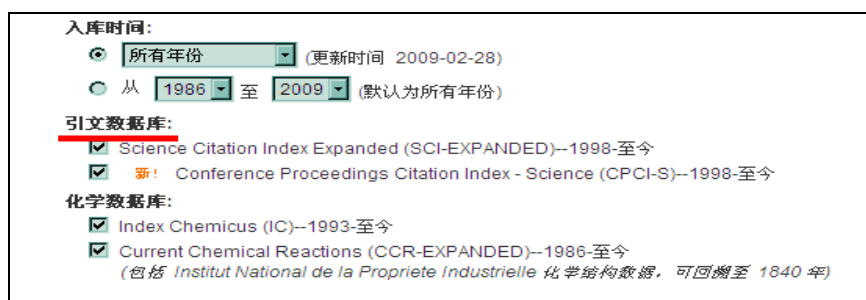 入库时间:
所有年份 (更新时间 2009-02-28)
从 1986 至 2009 (默认为所有年份)
引文数据库:
Science Citation Index Expanded (SCI-EXPANDED)--1998-至今
新! Conference Proceedings Citation Index - Science (CPCI-S)--1998-至今
化学数据库:
Index Chemicus (IC)--1993-至今
Current Chemical Reactions (CCR-EXPANDED)--1986-至今
(包括 Institut National de la Propriete Industrielle 化学结构数据，可回溯至 1840 年)